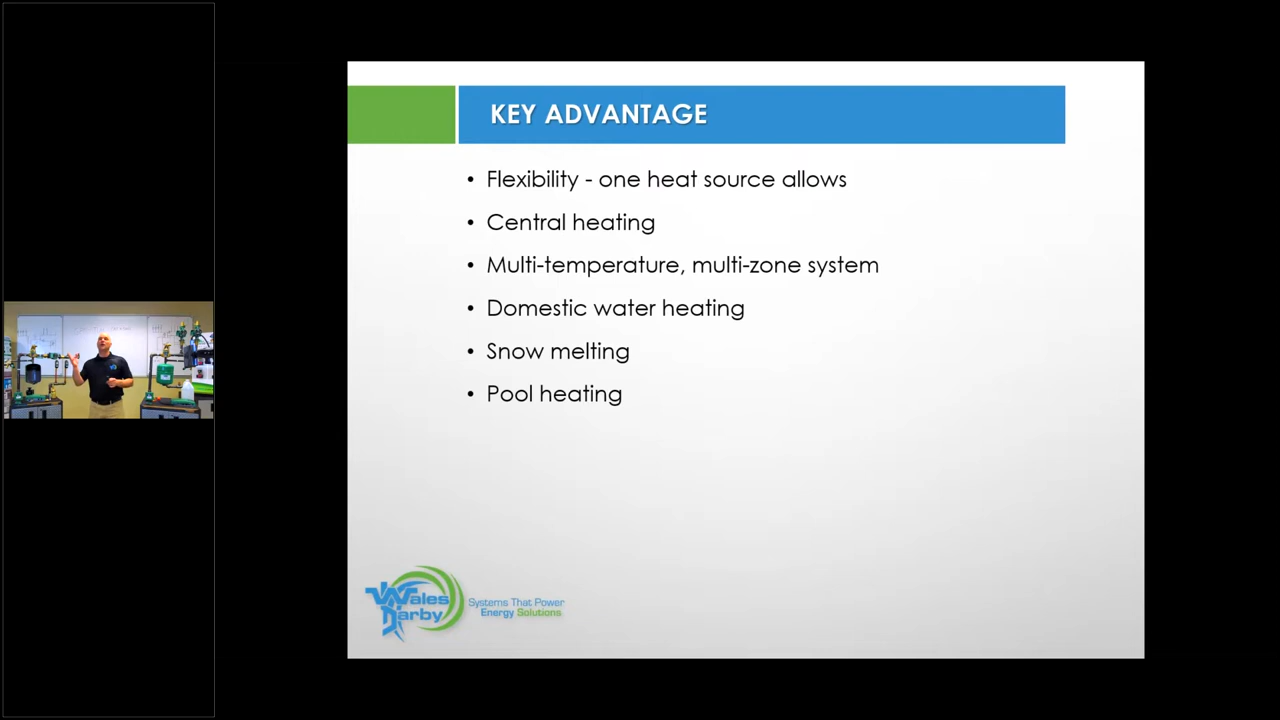 KEY ADVANTAGE
• Flexibility - one heat source allows
• Central heating
• Multi-temperature, multi-zone system
• Domestic water heating
• Snow melting
• Pool heating
Wales
Darby
Systems That Power
Energy Solutions